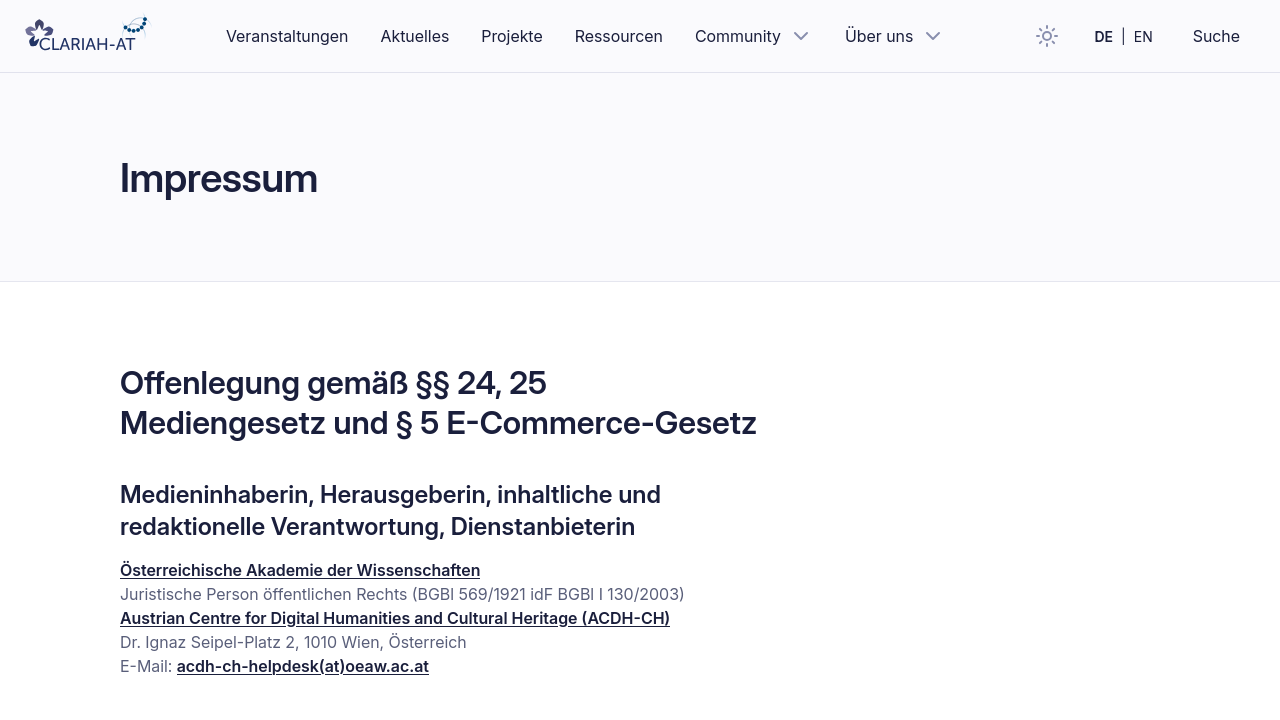 CLARIAH-AT
Veranstaltungen
Aktuelles
Projekte
Ressourcen
Community
Über uns
DE | EN
Suche
Impressum
Offenlegung gemäß §§ 24, 25
Mediengesetz und § 5 E-Commerce-Gesetz
Medieninhaberin, Herausgeberin, inhaltliche und
redaktionelle Verantwortung, Dienstanbieterin
Österreichische Akademie der Wissenschaften
Juristische Person öffentlichen Rechts (BGBl 569/1921 idF BGBl I 130/2003)
Austrian Centre for Digital Humanities and Cultural Heritage (ACDH-CH)
Dr. Ignaz Seipel-Platz 2, 1010 Wien, Österreich
E-Mail: acdh-ch-helpdesk(at)oeaw.ac.at